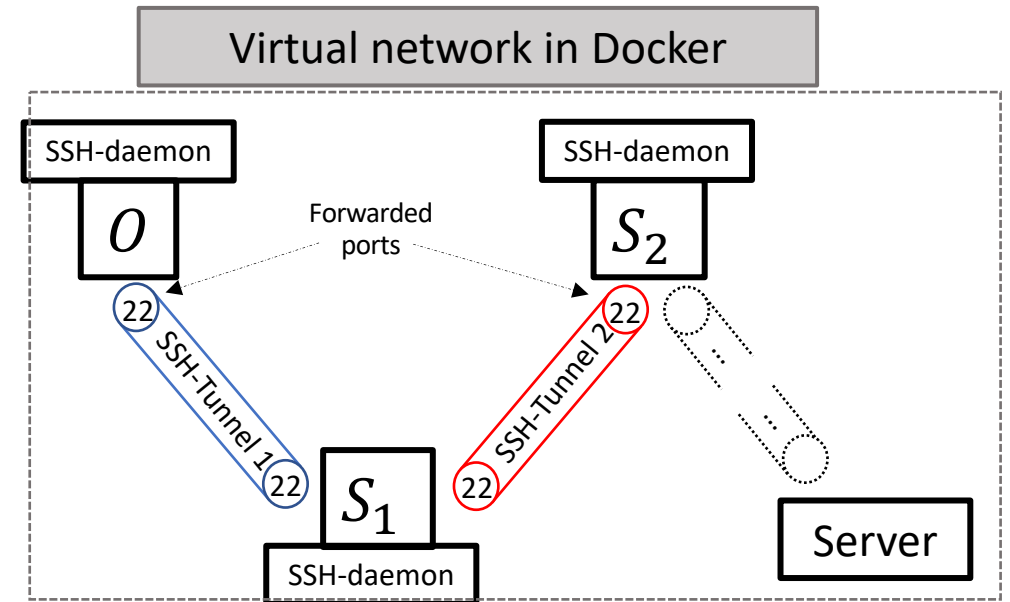 Virtual network in Docker
SSH-daemon
SSH-daemon
O
Forwarded
ports
S₂
22
22
SSH-Tunnel 1
SSH-Tunnel 2
..
..
22
22
S₁
Server
SSH-daemon